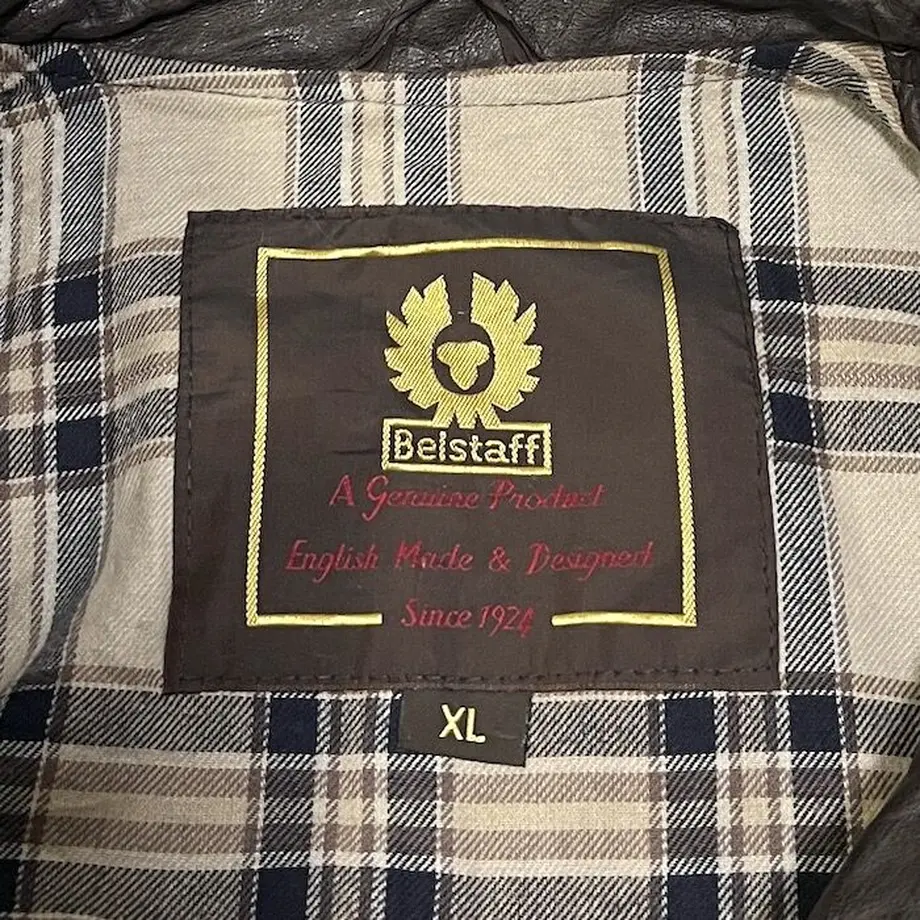 Belstaff
A Genuine Product
English Made & Designed
Since 1924
XL